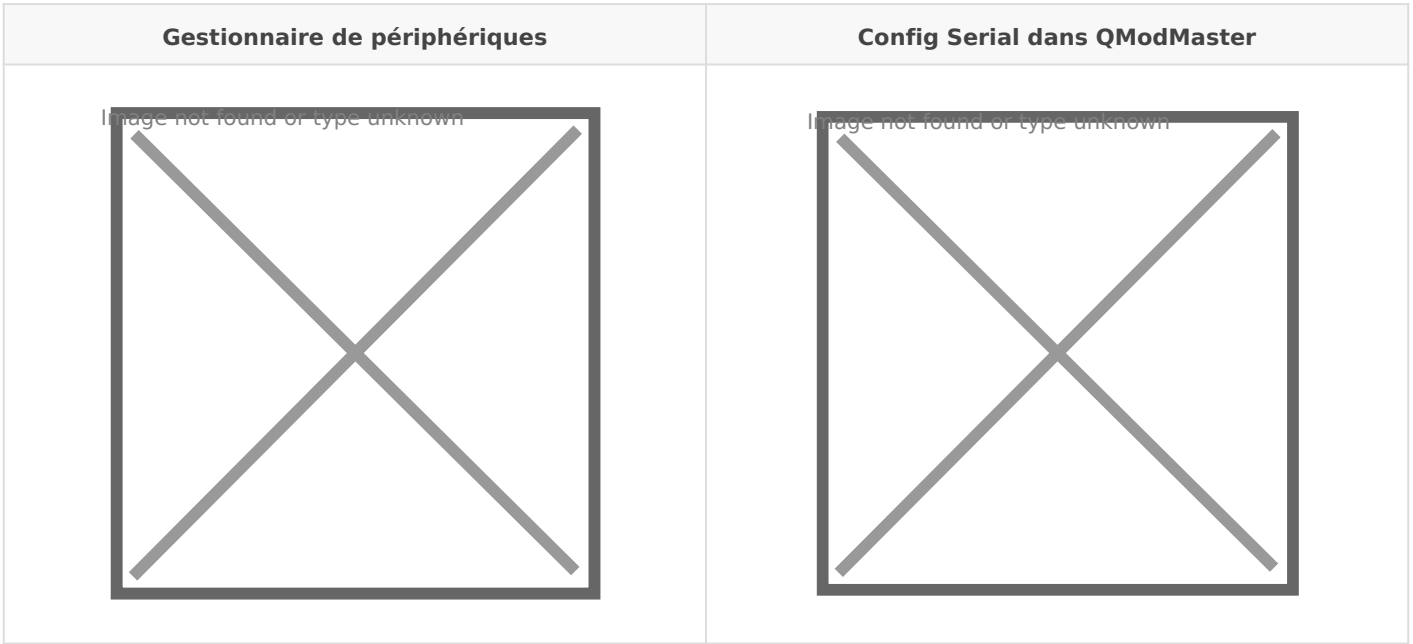 Gestionnaire de périphériques
Config Serial dans QModMaster
Image not found or type unknown
Image not found or type unknown